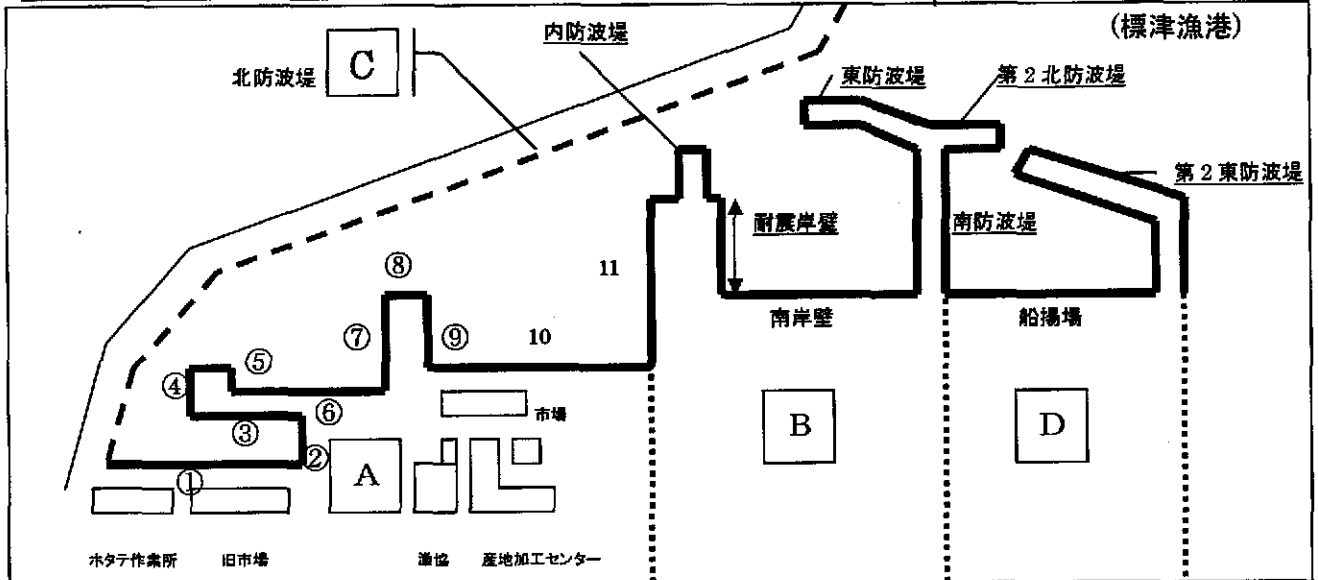 (標津漁港)
内防波堤
北防波堤
C
東防波堤
第2北防波堤
第2東防波堤
耐震岸壁
南防波堤
⑧
11
南岸壁
船揚場
⑦
⑨
10
⑤
④
⑥
市場
③
B
D
②
A
①
ホタテ作業所
旧市場
漁協
産地加工センター